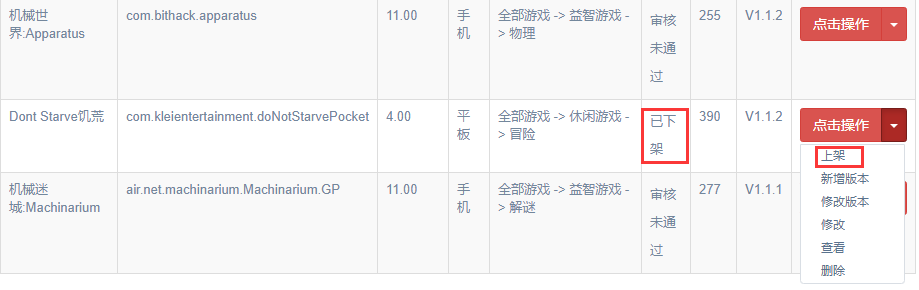 机械世界:Apparatus com.bithack.apparatus 11.00 手机 全部游戏 -> 益智游戏 -> 物理 审核未通过 255 V1.1.2 点击操作
Dont Starve饥荒 com.kleientertainment.doNotStarvePocket 4.00 平板 全部游戏 -> 休闲游戏 -> 冒险 已下架 390 V1.1.2 点击操作
上架
新增版本
修改版本
修改
查看
删除
机械迷城:Machinarium air.net.machinarium.Machinarium.GP 11.00 手机 全部游戏 -> 益智游戏 -> 解谜 审核未通过 277 V1.1.1